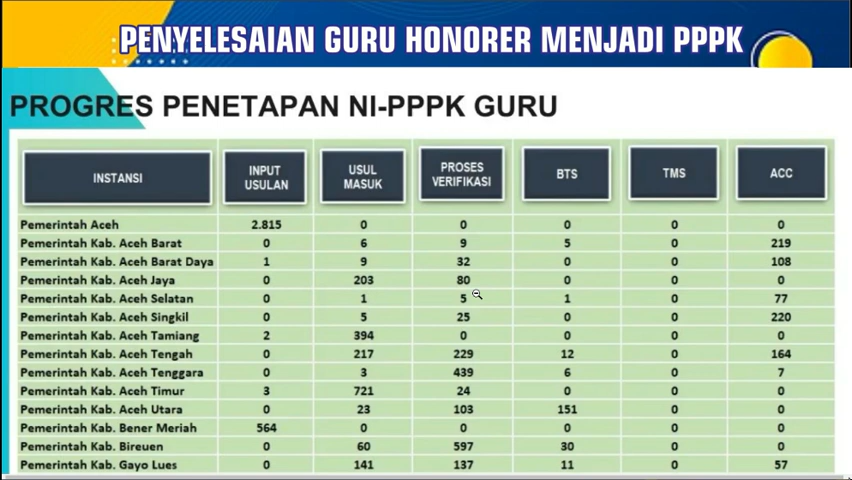 PENYELESAIAN GURU HONORER MENJADI PPPK
PROGRES PENETAPAN NI-PPPK GURU
INSTANSI INPUT USULAN USUL MASUK PROSES VERIFIKASI BTS TMS ACC
Pemerintah Aceh 2.815 0 0 0 0 0
Pemerintah Kab. Aceh Barat 0 6 9 5 0 219
Pemerintah Kab. Aceh Barat Daya 1 9 32 0 0 108
Pemerintah Kab. Aceh Jaya 0 203 80 0 0 0
Pemerintah Kab. Aceh Selatan 0 1 5 1 0 77
Pemerintah Kab. Aceh Singkil 0 5 25 0 0 220
Pemerintah Kab. Aceh Tamiang 2 394 0 0 0 0
Pemerintah Kab. Aceh Tengah 0 217 229 12 0 164
Pemerintah Kab. Aceh Tenggara 0 3 439 6 0 7
Pemerintah Kab. Aceh Timur 3 721 24 0 0 0
Pemerintah Kab. Aceh Utara 0 23 103 151 0 0
Pemerintah Kab. Bener Meriah 564 0 0 0 0 0
Pemerintah Kab. Bireuen 0 60 597 30 0 0
Pemerintah Kab. Gayo Lues 0 141 137 11 0 57